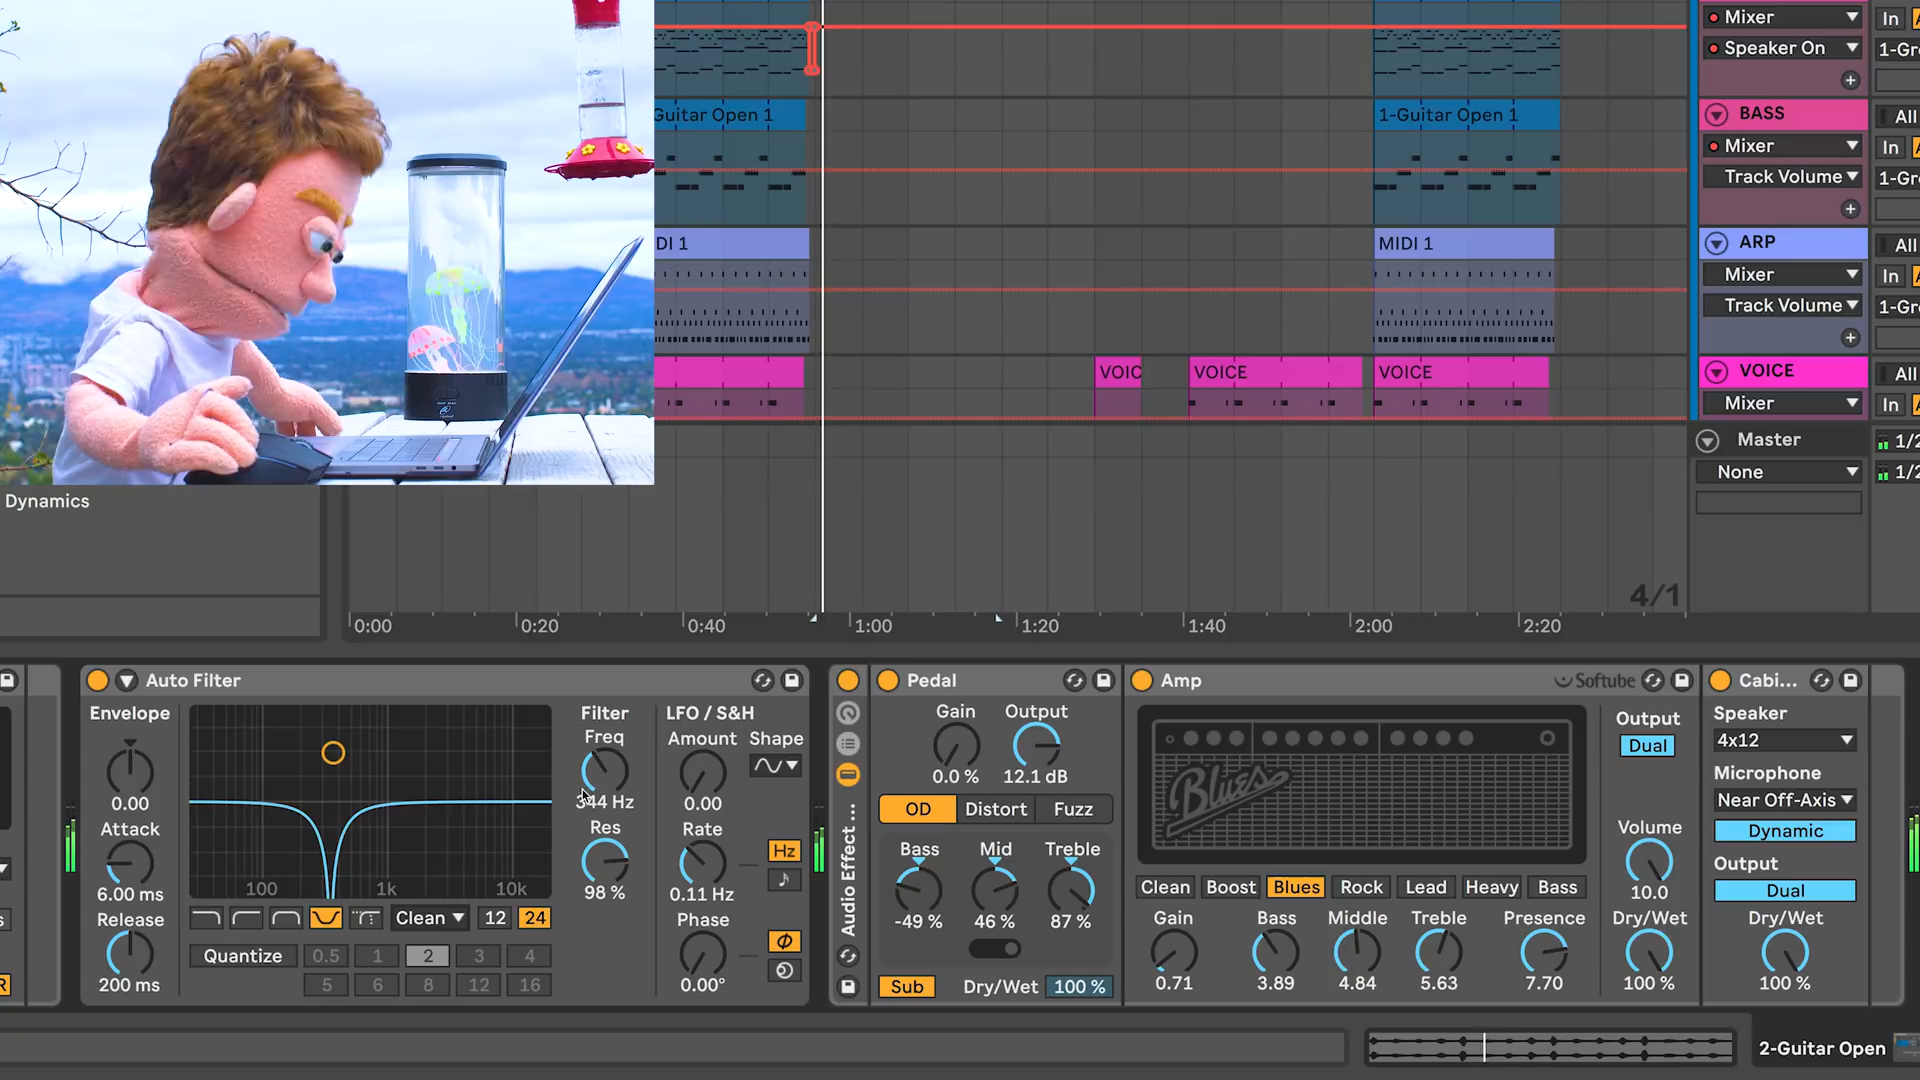 Mixer
In
Speaker On
1-Gr
Guitar Open 1
1-Guitar Open 1
BASS
All
Mixer
In
Track Volume
1-Gr
DI 1
MIDI 1
ARP
All
Mixer
In
Track Volume
1-Gr
VOIC
VOICE
VOICE
VOICE
All
Mixer
In
Master
1/2
None
1/2
Dynamics
4/1
0:00
0:20
0:40
1:00
1:20
1:40
2:00
2:20
Auto Filter
Envelope
0.00
Attack
6.00 ms
Release
200 ms
100
1k
10k
Clean
12
24
Quantize
0.5
1
2
3
4
5
6
8
12
16
Filter
Freq
344 Hz
Res
98 %
LFO / S&H
Amount
Shape
0.00
Rate
Hz
0.11 Hz
Phase
0.00°
Audio Effect ...
Pedal
Gain
Output
0.0 %
12.1 dB
OD
Distort
Fuzz
Bass
Mid
Treble
-49 %
46 %
87 %
Sub
Dry/Wet
100 %
Amp
Softube
Blues
Clean
Boost
Blues
Rock
Lead
Heavy
Bass
Gain
Bass
Middle
Treble
Presence
0.71
3.89
4.84
5.63
7.70
Output
Dual
Volume
10.0
Dry/Wet
100 %
Cabi...
Speaker
4x12
Microphone
Near Off-Axis
Dynamic
Output
Dual
Dry/Wet
100 %
2-Guitar Open